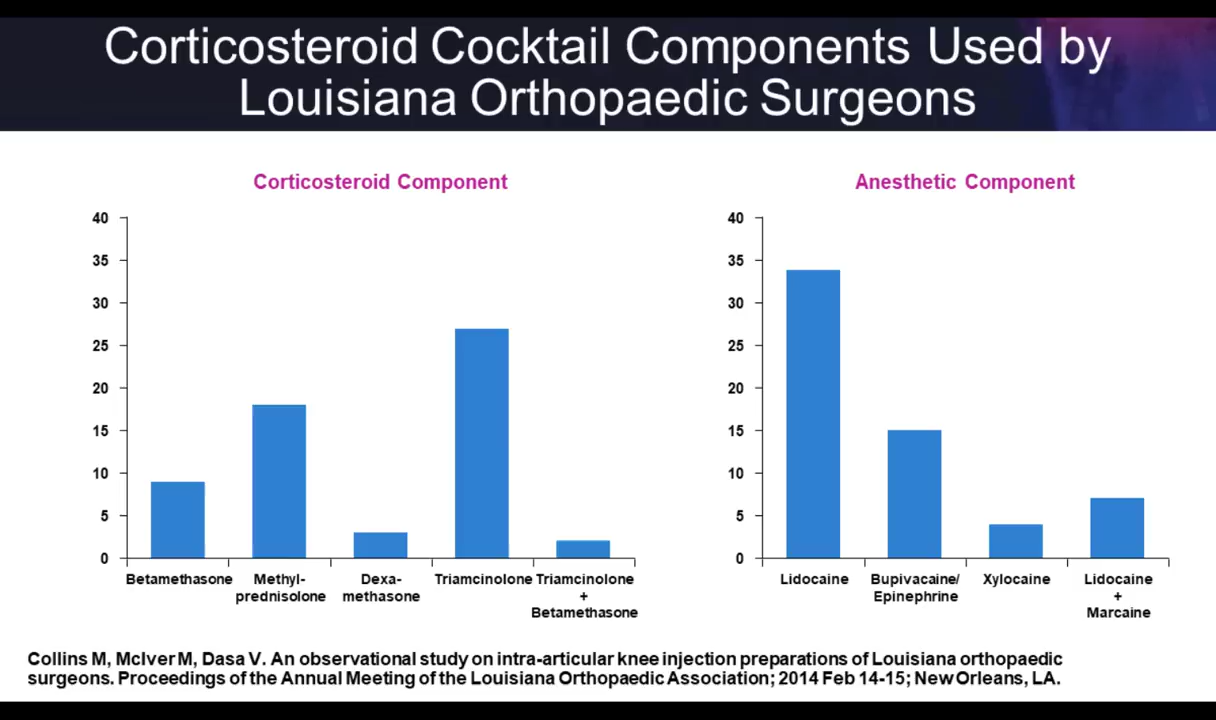 Corticosteroid Cocktail Components Used by
Louisiana Orthopaedic Surgeons
Corticosteroid Component
40
35
30
25
20
15
10
5
0
Betamethasone
Methyl-
prednisolone
Dexa-
methasone
Triamcinolone
Triamcinolone
+
Betamethasone
Anesthetic Component
40
35
30
25
20
15
10
5
0
Lidocaine
Bupivacaine/
Epinephrine
Xylocaine
Lidocaine
+
Marcaine
Collins M, McIver M, Dasa V. An observational study on intra-articular knee injection preparations of Louisiana orthopaedic
surgeons. Proceedings of the Annual Meeting of the Louisiana Orthopaedic Association; 2014 Feb 14-15; New Orleans, LA.